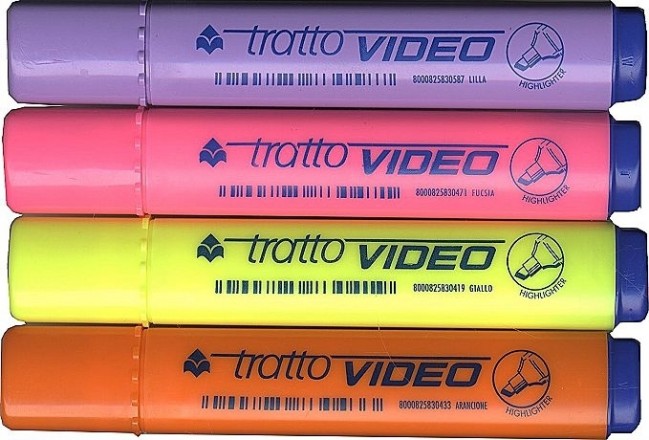 tratto VIDEO
8000825830587 LILLA
HIGHLIGHTER
tratto VIDEO
8000825830471 FUCSIA
HIGHLIGHTER
tratto VIDEO
8000825830419 GIALLO
HIGHLIGHTER
tratto VIDEO
8000825830433 ARANCIONE
HIGHLIGHTER